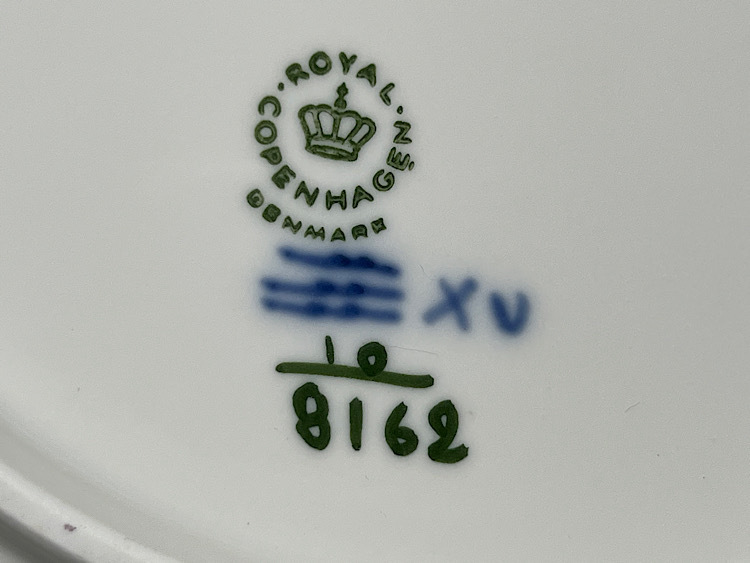 ROYAL COPENHAGEN
DENMARK
XV
10
8162